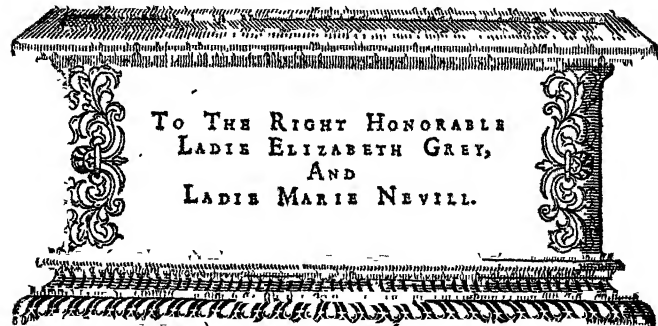 To The Right Honorable
Ladie Elizabeth Grey,
And
Ladie Marie Nevill.